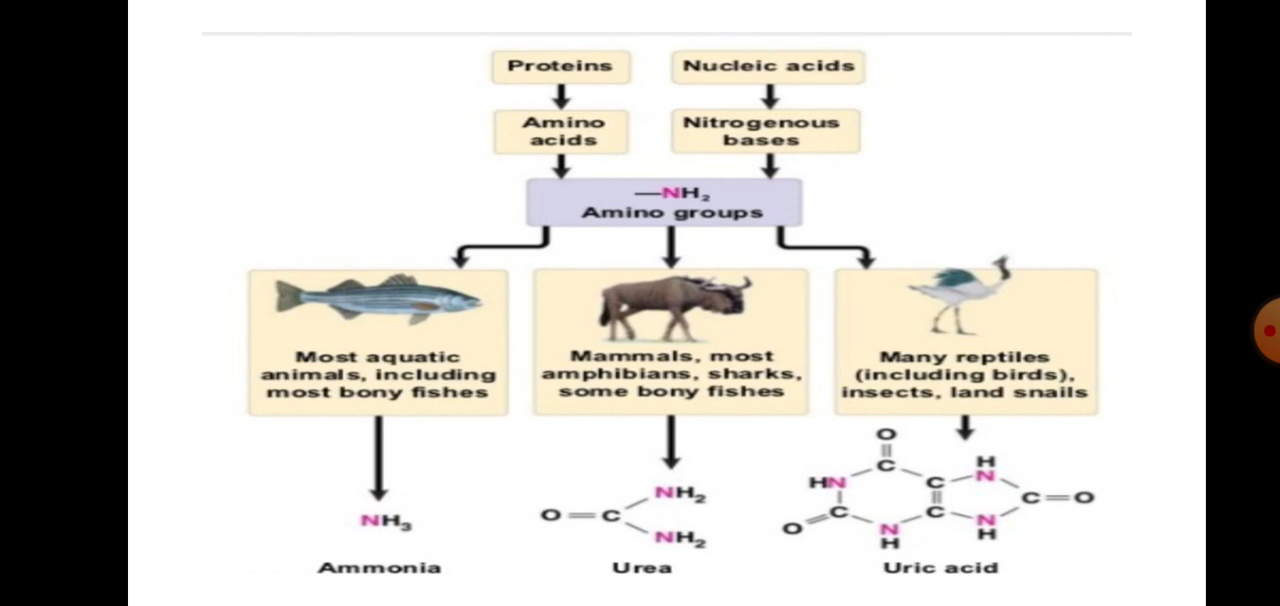 Proteins
Nucleic acids
Amino
acids
Nitrogenous
bases
—NH₂
Amino groups
Most aquatic
animals, including
most bony fishes
Mammals, most
amphibians, sharks,
some bony fishes
Many reptiles
(including birds),
insects, land snails
NH₃
Ammonia
O=C
NH₂
NH₂
Urea
O
C
H
N
HN
C
C=O
C
C
O
N
H
N
H
Uric acid